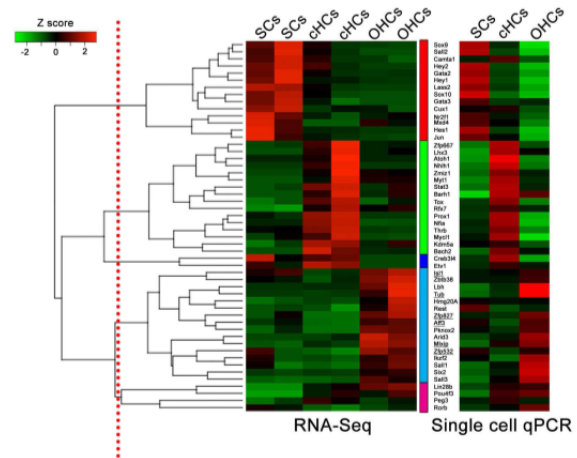 SCs SCs cHCs cHCs OHCs OHCs SCs cHCs OHCs
Z score
-2 0 2
Sox9
Sall2
Camta1
Hey2
Gata2
Hey1
Lass2
Sox10
Gata3
Cux1
Nr2f1
Mxd4
Hes1
Jun
Zfp667
Lhx3
Atoh1
Nhlh1
Zmiz1
Myt1
Stat3
Barh1
Tox
Rfx7
Prox1
Nfia
Thrb
Mycl1
Kdm5a
Bach2
Creb3l4
Etv1
Isl1
Zbtb38
Lbh
Tub
Hmg20A
Rest
Zfp827
Aff3
Pknox2
Arid3
Mlxip
Zfp532
Ikzf2
Sall1
Six2
Sall3
Lin28b
Pou4f3
Peg3
Rorb
RNA-Seq Single cell qPCR